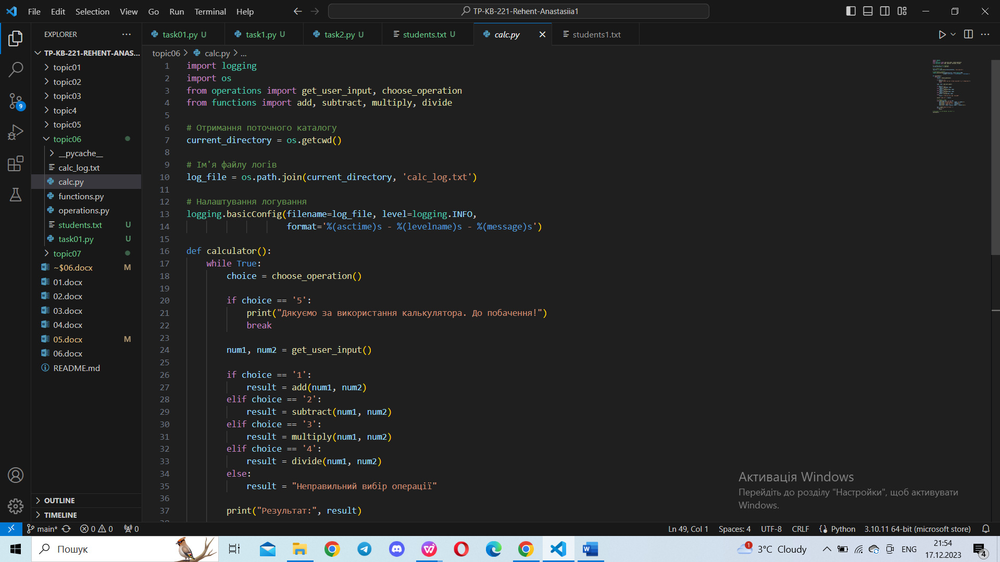 File Edit Selection View Go Run Terminal Help
TP-KB-221-Rehent-Anastasiia1
EXPLORER
TP-KB-221-REHENT-ANAS...
topic01
topic02
topic03
topic4
topic05
topic06
__pycache__
calc_log.txt
calc.py
functions.py
operations.py
students.txt U
task01.py U
topic07
~$06.docx M
01.docx
02.docx
03.docx
04.docx
05.docx M
06.docx
README.md
OUTLINE
TIMELINE
9
task01.py U task1.py U task2.py U students.txt U calc.py students1.txt
topic06 > calc.py > ...
1 import logging
2 import os
3 from operations import get_user_input, choose_operation
4 from functions import add, subtract, multiply, divide
5
6 # Отримання поточного каталогу
7 current_directory = os.getcwd()
8
9 # Ім'я файлу логів
10 log_file = os.path.join(current_directory, 'calc_log.txt')
11
12 # Налаштування логування
13 logging.basicConfig(filename=log_file, level=logging.INFO,
14 format='%(asctime)s - %(levelname)s - %(message)s')
15
16 def calculator():
17 while True:
18 choice = choose_operation()
19
20 if choice == '5':
21 print("Дякуємо за використання калькулятора. До побачення!")
22 break
23
24 num1, num2 = get_user_input()
25
26 if choice == '1':
27 result = add(num1, num2)
28 elif choice == '2':
29 result = subtract(num1, num2)
30 elif choice == '3':
31 result = multiply(num1, num2)
32 elif choice == '4':
33 result = divide(num1, num2)
34 else:
35 result = "Неправильний вибір операції"
36
37 print("Результат:", result)
Активація Windows
Перейдіть до розділу "Настройки", щоб активувати
Windows.
main* 0 0 0 Ln 49, Col 1 Spaces: 4 UTF-8 CRLF Python 3.10.11 64-bit (microsoft store)
Пошук
1 3°C Cloudy ENG 21:54
17.12.2023 4